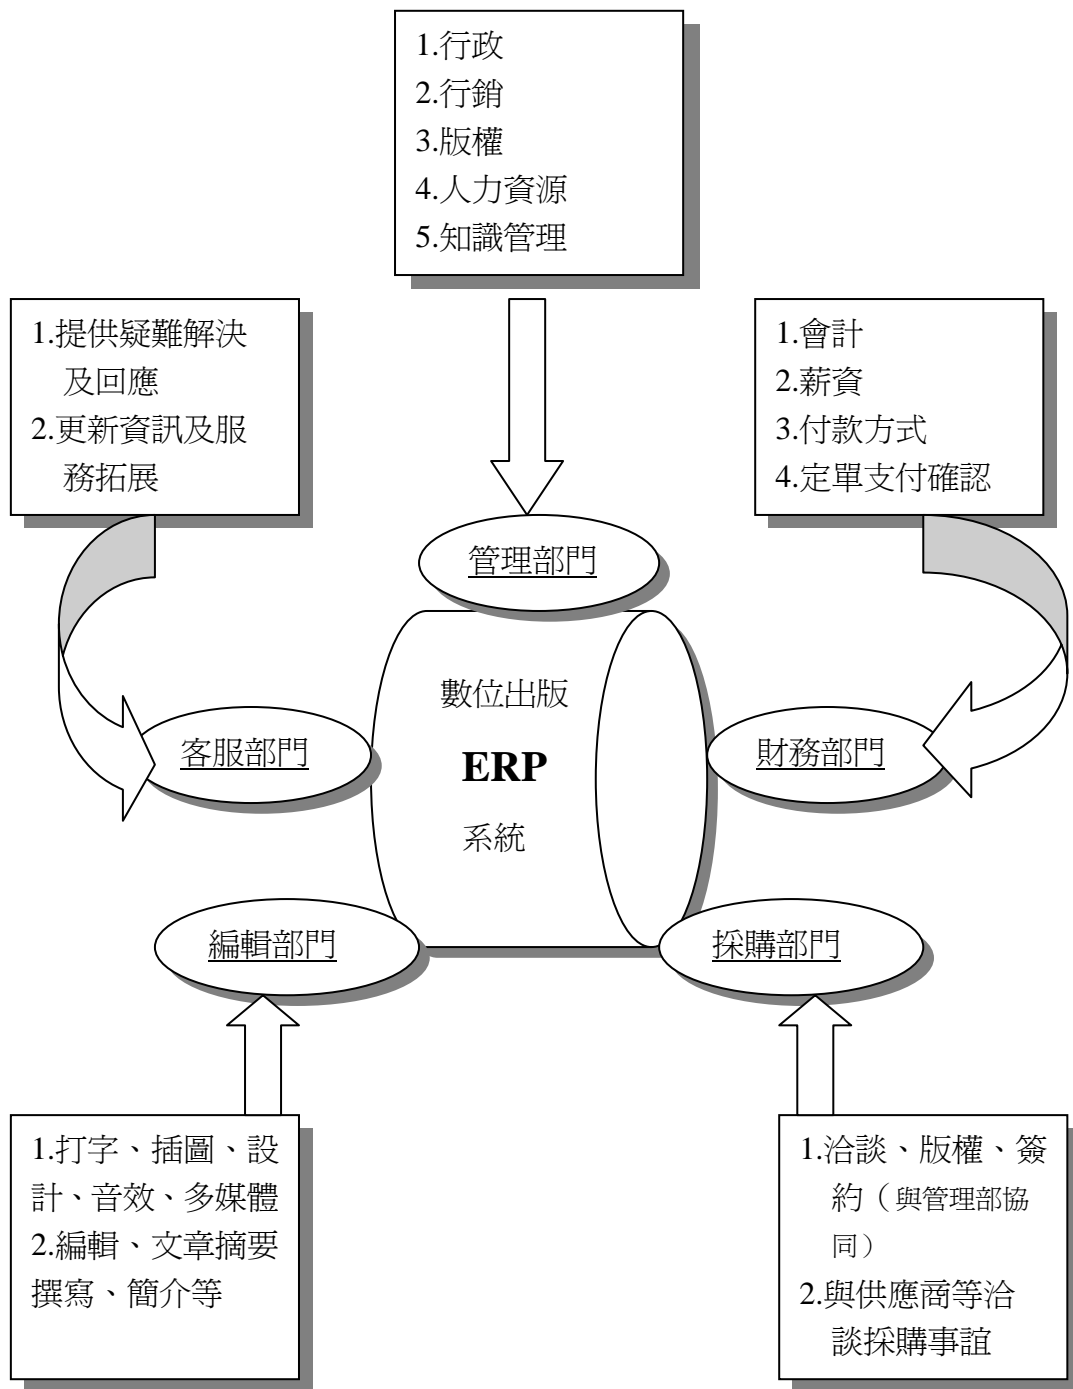 1.行政
2.行銷
3.版權
4.人力資源
5.知識管理
1.提供疑難解決
及回應
2.更新資訊及服
務拓展
1.會計
2.薪資
3.付款方式
4.定單支付確認
管理部門
數位出版
ERP
系統
客服部門
財務部門
編輯部門
採購部門
1.打字、插圖、設
計、音效、多媒體
2.編輯、文章摘要
撰寫、簡介等
1.洽談、版權、簽
約（與管理部協
同）
2.與供應商等洽
談採購事誼